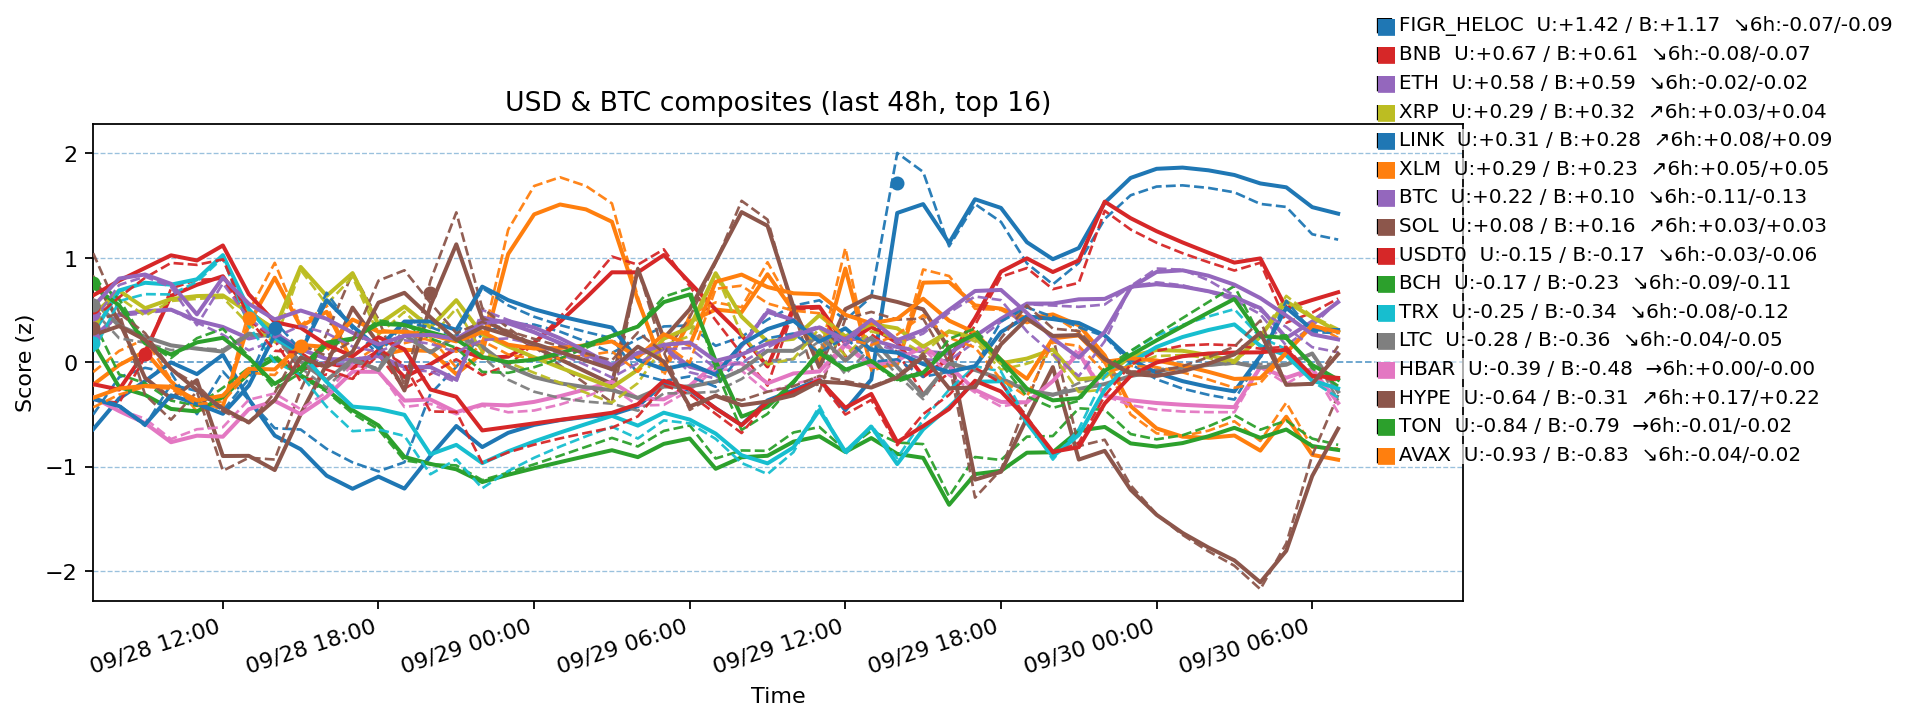 FIGR_HELOC U:+1.42 / B:+1.17 ↘6h:-0.07/-0.09
BNB U:+0.67 / B:+0.61 ↘6h:-0.08/-0.07
ETH U:+0.58 / B:+0.59 ↘6h:-0.02/-0.02
XRP U:+0.29 / B:+0.32 ↗6h:+0.03/+0.04
LINK U:+0.31 / B:+0.28 ↗6h:+0.08/+0.09
XLM U:+0.29 / B:+0.23 ↗6h:+0.05/+0.05
BTC U:+0.22 / B:+0.10 ↘6h:-0.11/-0.13
SOL U:+0.08 / B:+0.16 ↗6h:+0.03/+0.03
USDT0 U:-0.15 / B:-0.17 ↘6h:-0.03/-0.06
BCH U:-0.17 / B:-0.23 ↘6h:-0.09/-0.11
TRX U:-0.25 / B:-0.34 ↘6h:-0.08/-0.12
LTC U:-0.28 / B:-0.36 ↘6h:-0.04/-0.05
HBAR U:-0.39 / B:-0.48 →6h:+0.00/-0.00
HYPE U:-0.64 / B:-0.31 ↗6h:+0.17/+0.22
TON U:-0.84 / B:-0.79 →6h:-0.01/-0.02
AVAX U:-0.93 / B:-0.83 ↘6h:-0.04/-0.02
USD & BTC composites (last 48h, top 16)
Score (z)
2
1
0
−1
−2
09/28 12:00
09/28 18:00
09/29 00:00
09/29 06:00
09/29 12:00
09/29 18:00
09/30 00:00
09/30 06:00
Time